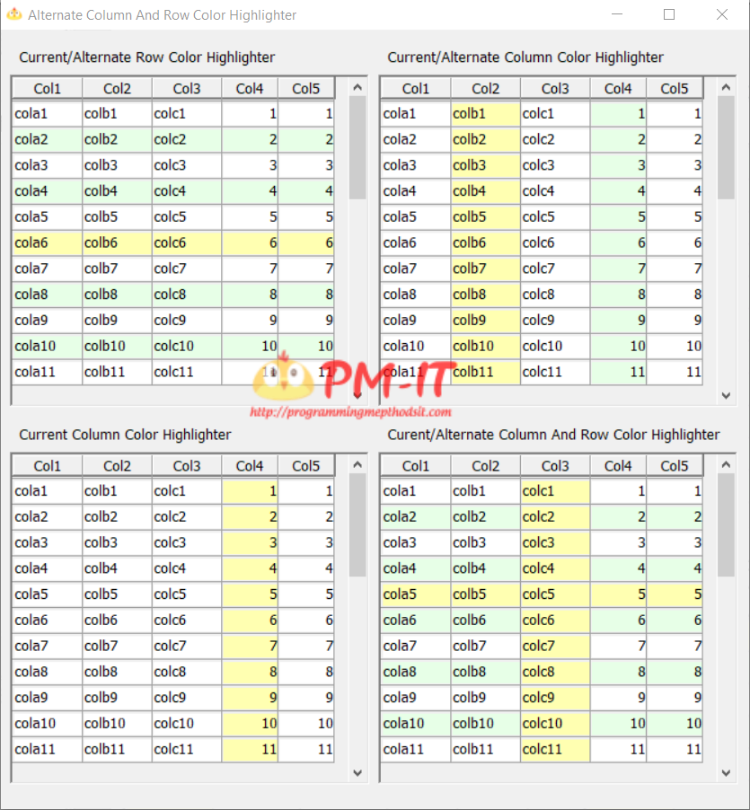 Alternate Column And Row Color Highlighter
Current/Alternate Row Color Highlighter
Col1 Col2 Col3 Col4 Col5
cola1 colb1 colc1 1 1
cola2 colb2 colc2 2 2
cola3 colb3 colc3 3 3
cola4 colb4 colc4 4 4
cola5 colb5 colc5 5 5
cola6 colb6 colc6 6 6
cola7 colb7 colc7 7 7
cola8 colb8 colc8 8 8
cola9 colb9 colc9 9 9
cola10 colb10 colc10 10 10
cola11 colb11 colc11 11 11
Current/Alternate Column Color Highlighter
Col1 Col2 Col3 Col4 Col5
cola1 colb1 colc1 1 1
cola2 colb2 colc2 2 2
cola3 colb3 colc3 3 3
cola4 colb4 colc4 4 4
cola5 colb5 colc5 5 5
cola6 colb6 colc6 6 6
cola7 colb7 colc7 7 7
cola8 colb8 colc8 8 8
cola9 colb9 colc9 9 9
cola10 colb10 colc10 10 10
cola11 colb11 colc11 11 11
PM-IT
http://programmingmepthodsit.com
Current Column Color Highlighter
Col1 Col2 Col3 Col4 Col5
cola1 colb1 colc1 1 1
cola2 colb2 colc2 2 2
cola3 colb3 colc3 3 3
cola4 colb4 colc4 4 4
cola5 colb5 colc5 5 5
cola6 colb6 colc6 6 6
cola7 colb7 colc7 7 7
cola8 colb8 colc8 8 8
cola9 colb9 colc9 9 9
cola10 colb10 colc10 10 10
cola11 colb11 colc11 11 11
Curent/Alternate Column And Row Color Highlighter
Col1 Col2 Col3 Col4 Col5
cola1 colb1 colc1 1 1
cola2 colb2 colc2 2 2
cola3 colb3 colc3 3 3
cola4 colb4 colc4 4 4
cola5 colb5 colc5 5 5
cola6 colb6 colc6 6 6
cola7 colb7 colc7 7 7
cola8 colb8 colc8 8 8
cola9 colb9 colc9 9 9
cola10 colb10 colc10 10 10
cola11 colb11 colc11 11 11